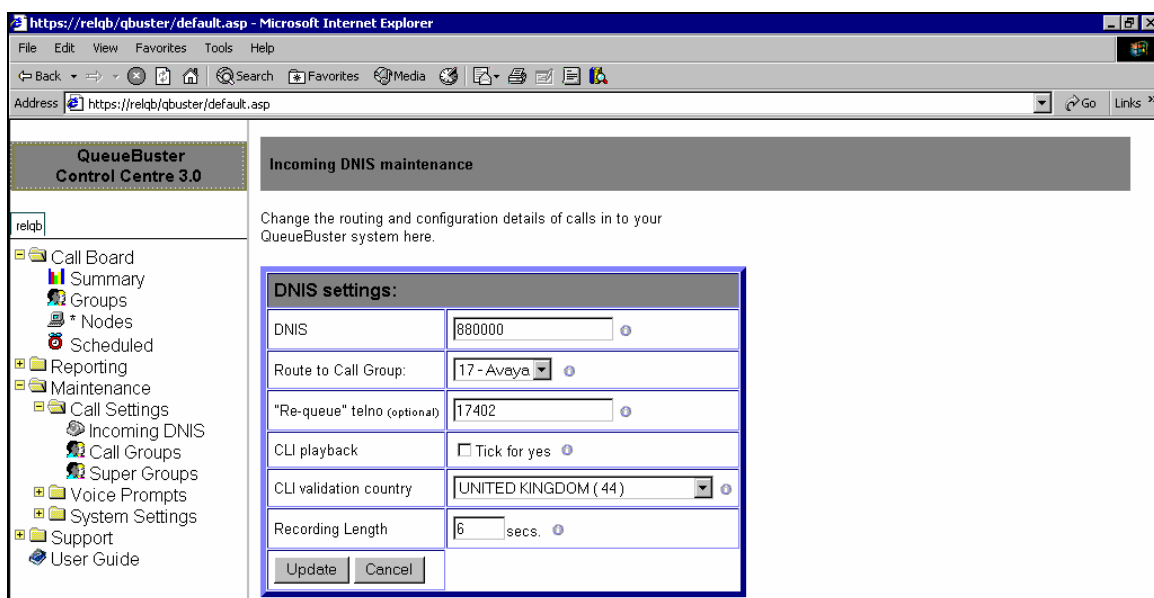 https://relqb/qbuster/default.asp - Microsoft Internet Explorer
File Edit View Favorites Tools Help
Back Search Favorites Media
Address https://relqb/qbuster/default.asp Go Links »
QueueBuster
Control Centre 3.0
relqb
Call Board
Summary
Groups
* Nodes
Scheduled
Reporting
Maintenance
Call Settings
Incoming DNIS
Call Groups
Super Groups
Voice Prompts
System Settings
Support
User Guide
Incoming DNIS maintenance
Change the routing and configuration details of calls in to your
QueueBuster system here.
DNIS settings:
DNIS 880000
Route to Call Group: 17 - Avaya
"Re-queue" telno (optional) 17402
CLI playback Tick for yes
CLI validation country UNITED KINGDOM ( 44 )
Recording Length 6 secs.
Update Cancel